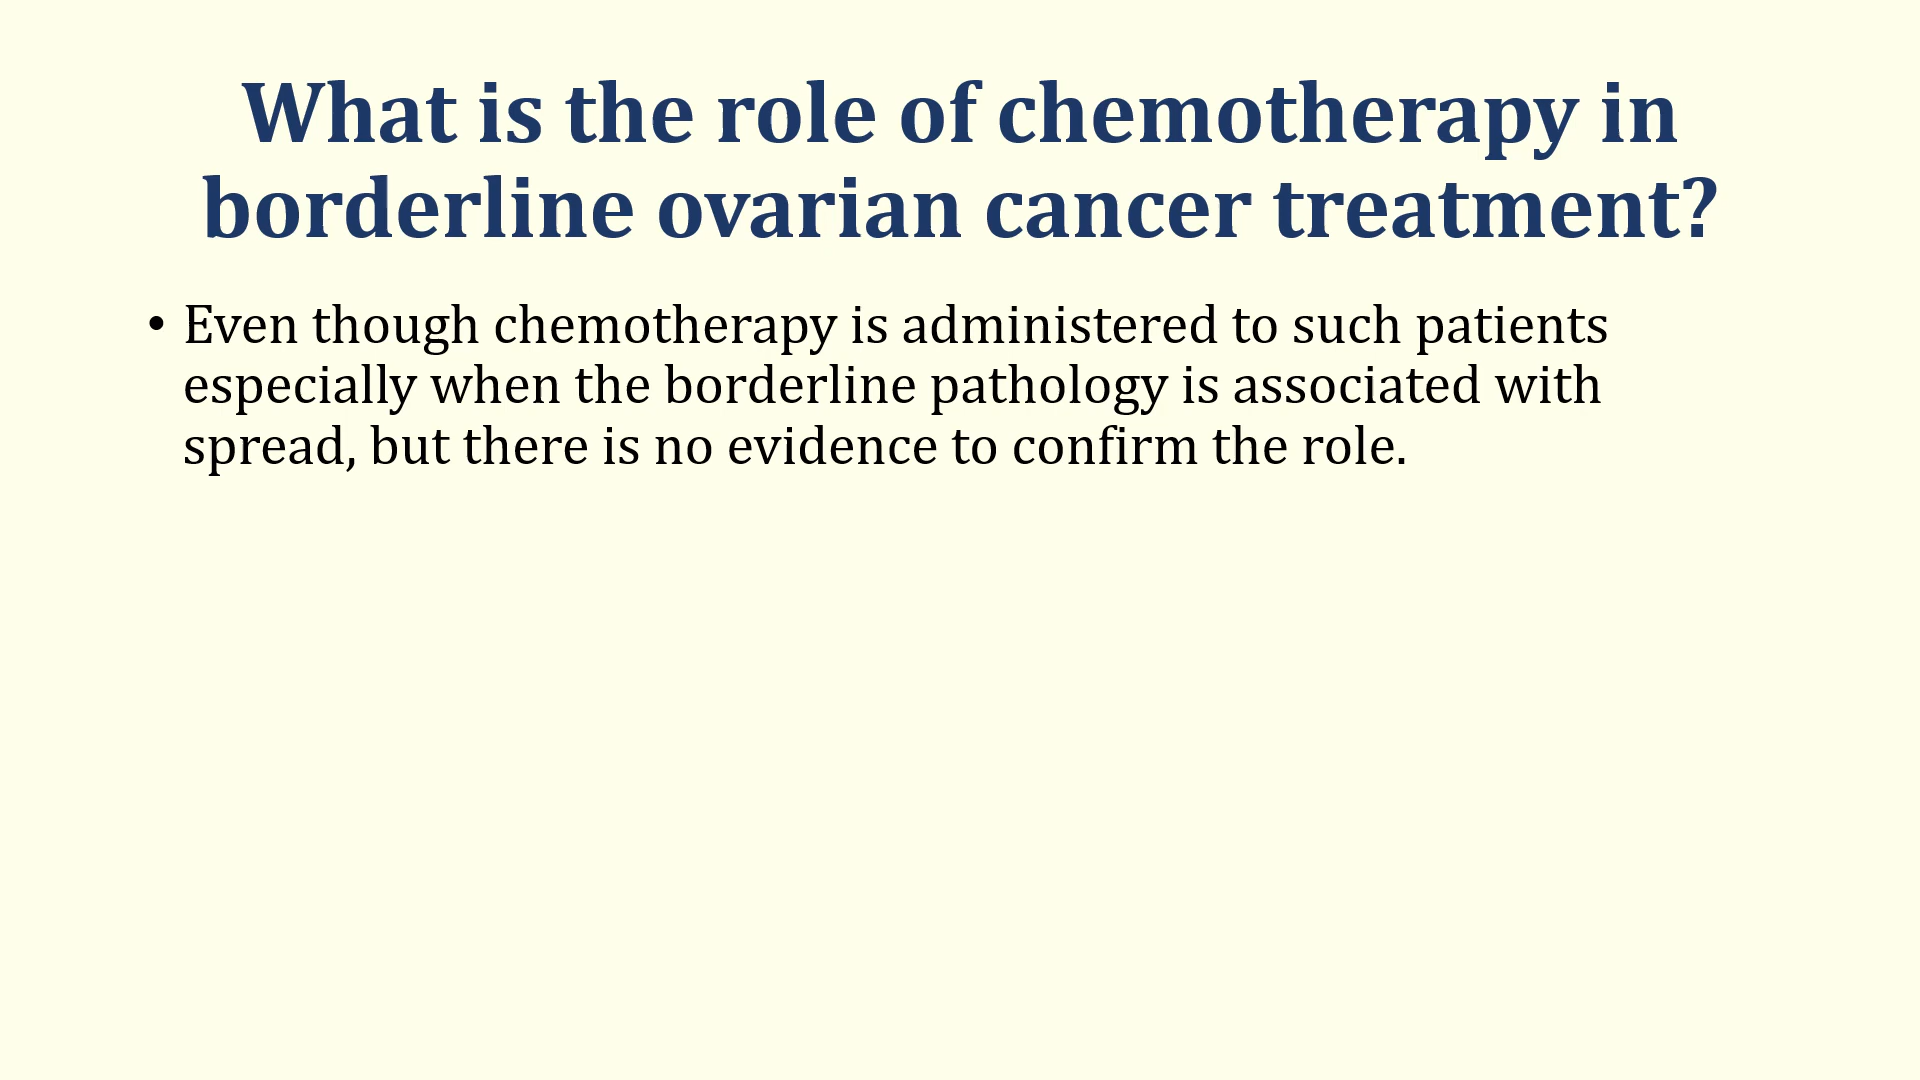 What is the role of chemotherapy in
borderline ovarian cancer treatment?
• Even though chemotherapy is administered to such patients
especially when the borderline pathology is associated with
spread, but there is no evidence to confirm the role.